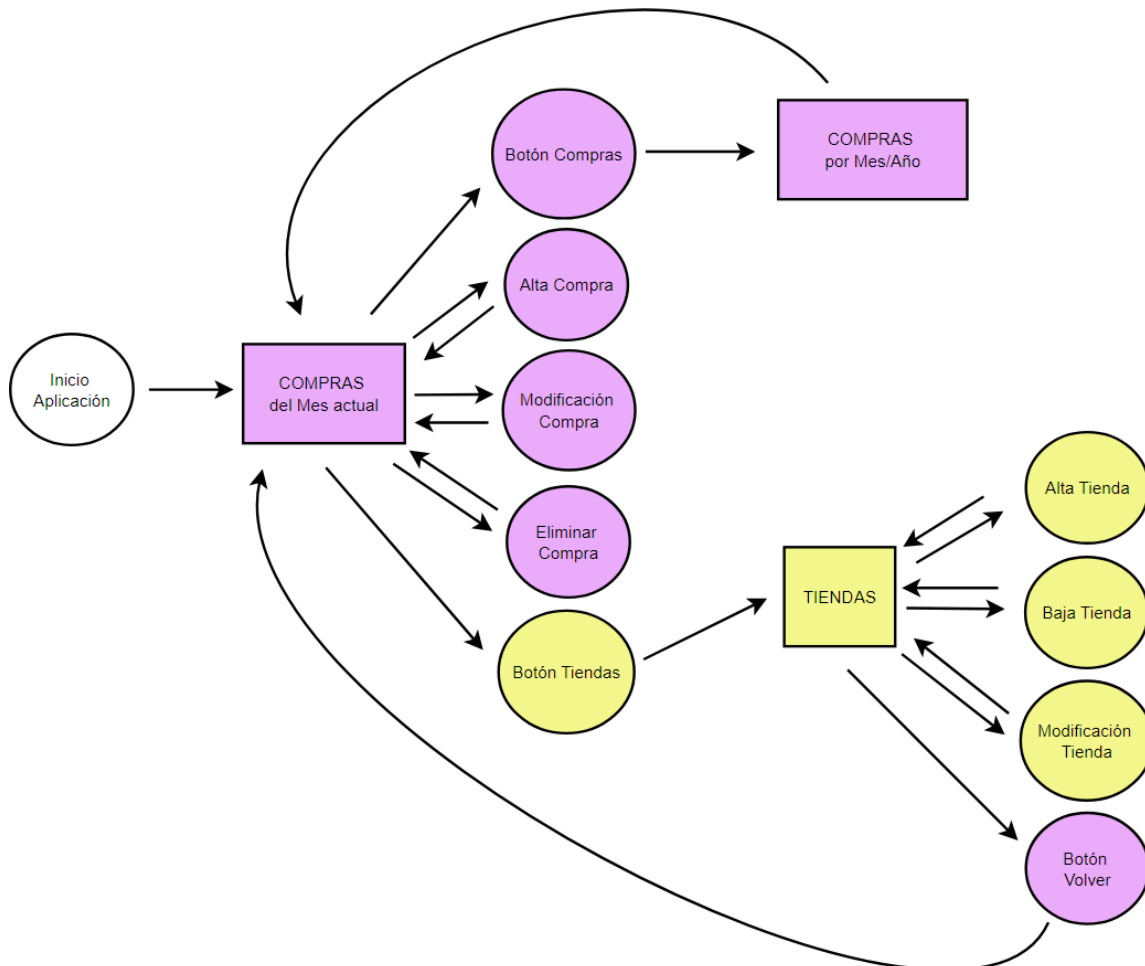 Botón Compras
COMPRAS
por Mes/Año
Alta Compra
Inicio
Aplicación
COMPRAS
del Mes actual
Modificación
Compra
Eliminar
Compra
Botón Tiendas
TIENDAS
Alta Tienda
Baja Tienda
Modificación
Tienda
Botón
Volver